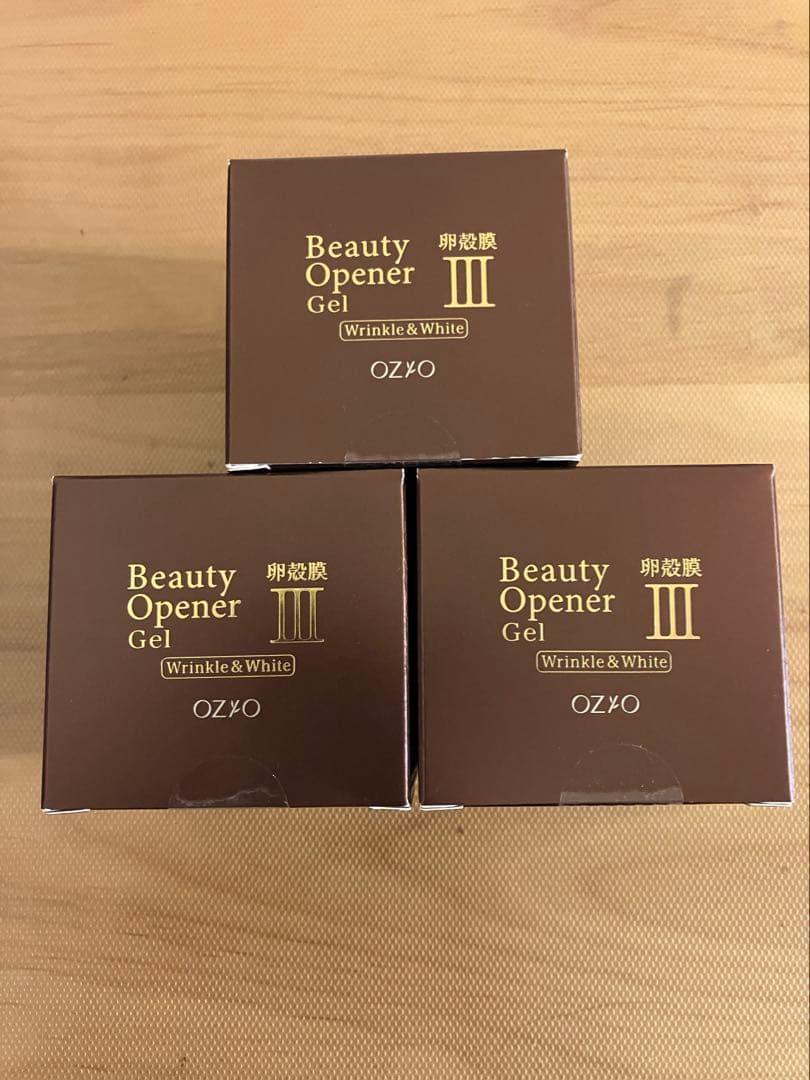 Beauty 卵殻膜
Opener III
Gel
Wrinkle & White
OZIO
Beauty 卵殻膜
Opener III
Gel
Wrinkle & White
OZIO
Beauty 卵殻膜
Opener III
Gel
Wrinkle & White
OZIO